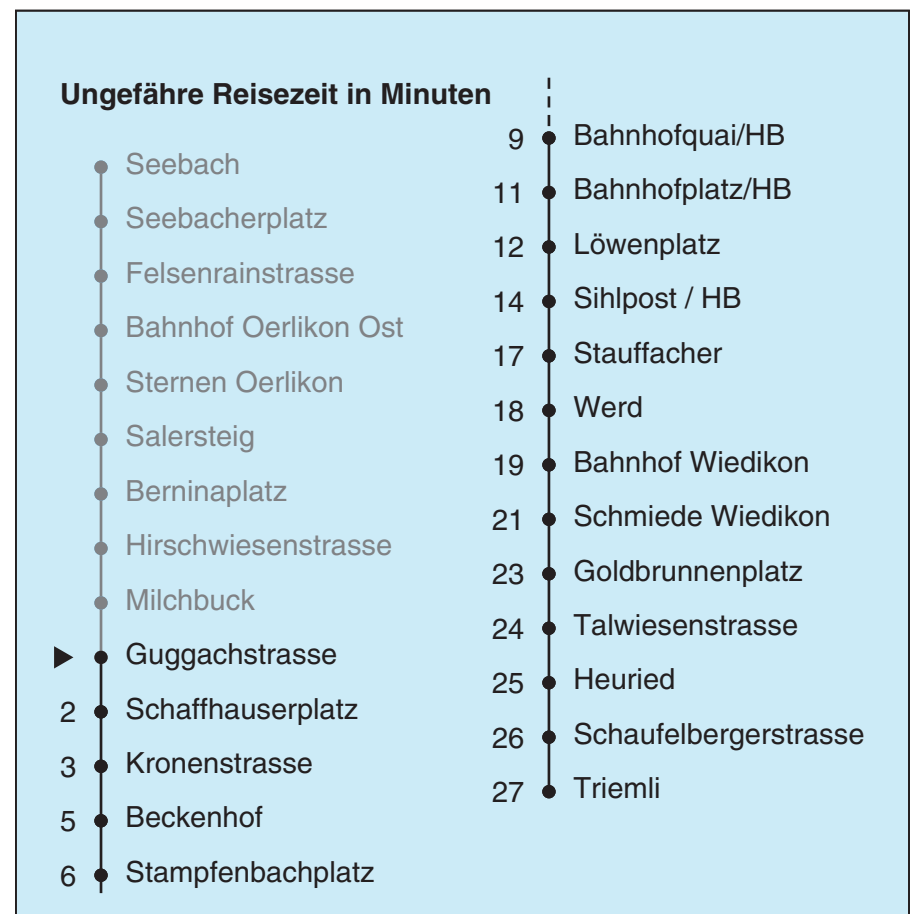 Ungefähre Reisezeit in Minuten
Seebach
Seebacherplatz
Felsenrainstrasse
Bahnhof Oerlikon Ost
Sternen Oerlikon
Salersteig
Berninaplatz
Hirschwiesenstrasse
Milchbuck
Guggachstrasse
2 Schaffhauserplatz
3 Kronenstrasse
5 Beckenhof
6 Stampfenbachplatz
9 Bahnhofquai/HB
11 Bahnhofplatz/HB
12 Löwenplatz
14 Sihlpost / HB
17 Stauffacher
18 Werd
19 Bahnhof Wiedikon
21 Schmiede Wiedikon
23 Goldbrunnenplatz
24 Talwiesenstrasse
25 Heuried
26 Schaufelbergerstrasse
27 Triemli